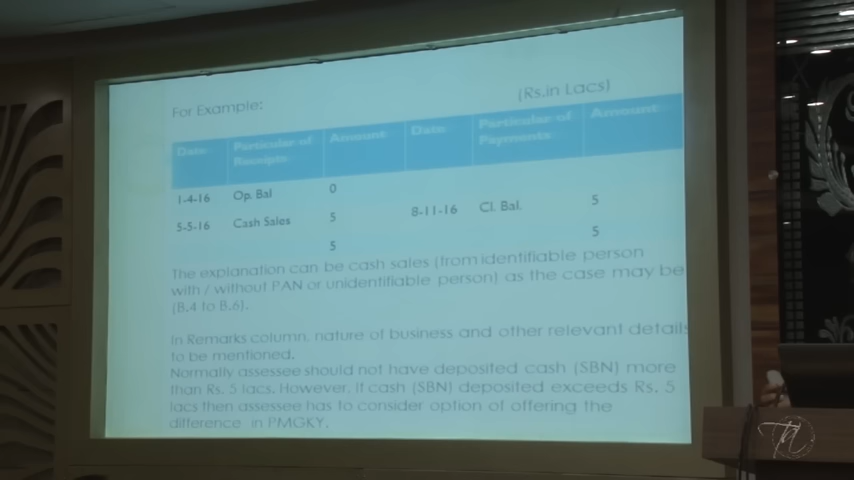 For Example:
(Rs.in Lacs)
Date Particular of Receipts Amount Date Particular of Payments Amount
1-4-16 Op. Bal 0
5-5-16 Cash Sales 5 8-11-16 Cl. Bal. 5
5 5
The explanation can be cash sales (from identifiable person
with / without PAN or unidentifiable person) as the case may be
(B.4 to B.6).
In Remarks column, nature of business and other relevant details
to be mentioned.
Normally assessee should not have deposited cash (SBN) more
than Rs. 5 lacs. However, if cash (SBN) deposited exceeds Rs. 5
lacs then assessee has to consider option of offering the
difference in PMGKY.